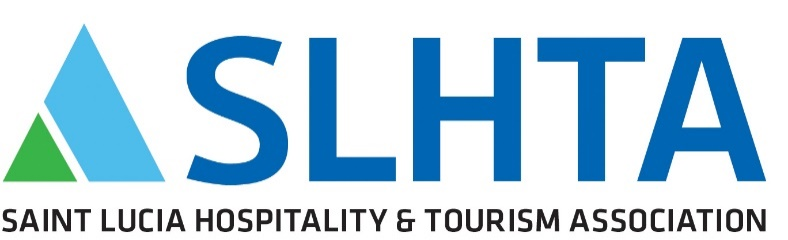 SLHTA
SAINT LUCIA HOSPITALITY & TOURISM ASSOCIATION